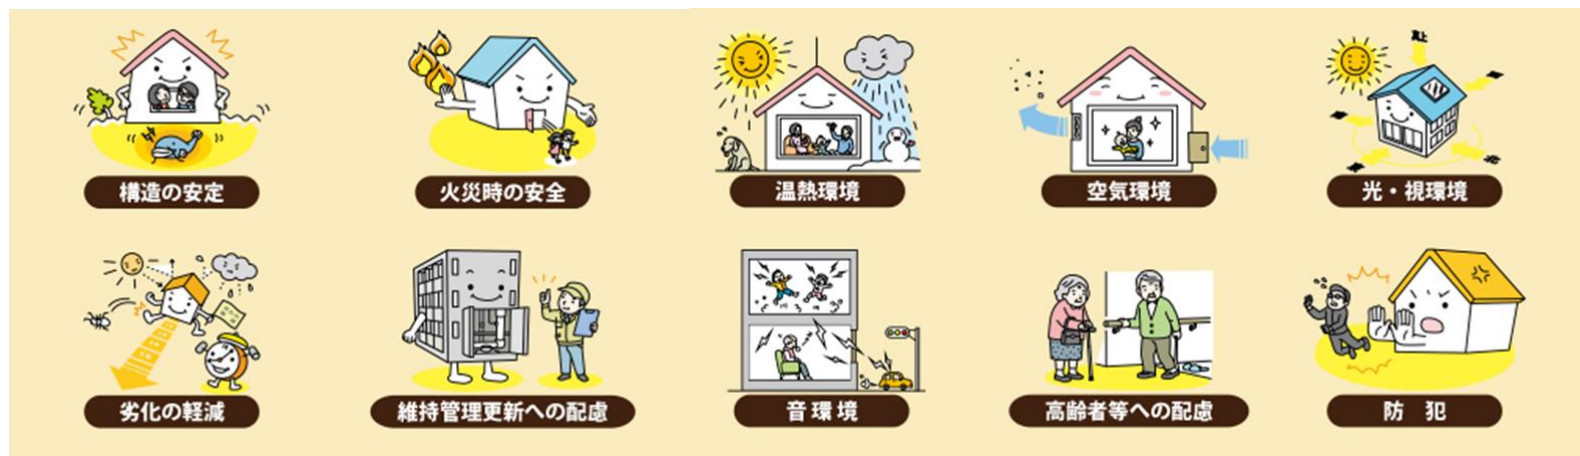 構造の安定
火災時の安全
温熱環境
空気環境
真上
光・視環境
劣化の軽減
維持管理更新への配慮
音環境
高齢者等への配慮
防 犯